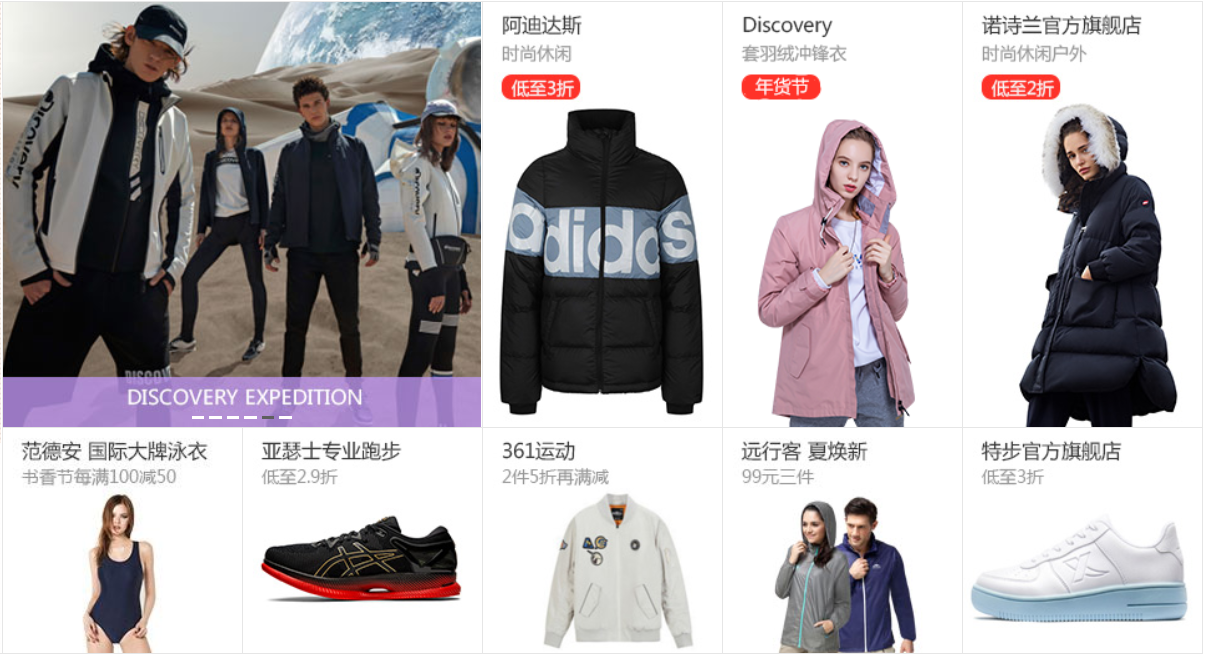 Discovery
DISCOVERY EXPEDITION
阿迪达斯
时尚休闲
低至3折
adidas
Discovery
套羽绒冲锋衣
年货节
诺诗兰官方旗舰店
时尚休闲户外
低至2折
范德安 国际大牌泳衣
书香节每满100减50
亚瑟士专业跑步
低至2.9折
361运动
2件5折再满减
远行客 夏焕新
99元三件
特步官方旗舰店
低至3折